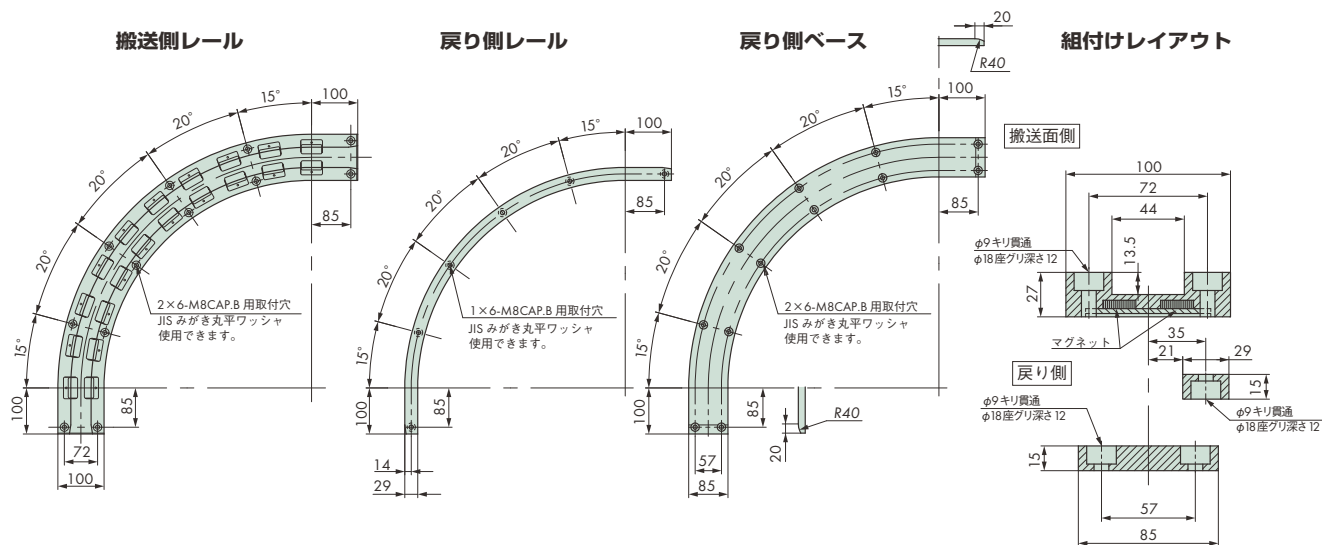 搬送側レール
戻り側レール
戻り側ベース
組付けレイアウト
15°
100
20°
20°
20°
15°
85
2×6-M8CAP.B 用取付穴
JIS みがき丸平ワッシャ
使用できます。
100
85
72
100
15°
100
20°
20°
20°
15°
85
1×6-M8CAP.B 用取付穴
JIS みがき丸平ワッシャ
使用できます。
100
85
14
29
20
R40
15°
100
20°
20°
20°
15°
85
2×6-M8CAP.B 用取付穴
JIS みがき丸平ワッシャ
使用できます。
100
85
R40
20
57
85
搬送面側
100
72
44
φ9 キリ貫通
φ18座グリ深さ12
13.5
27
マグネット
35
21
29
戻り側
15
φ9 キリ貫通
φ18座グリ深さ12
φ9 キリ貫通
φ18座グリ深さ12
15
57
85